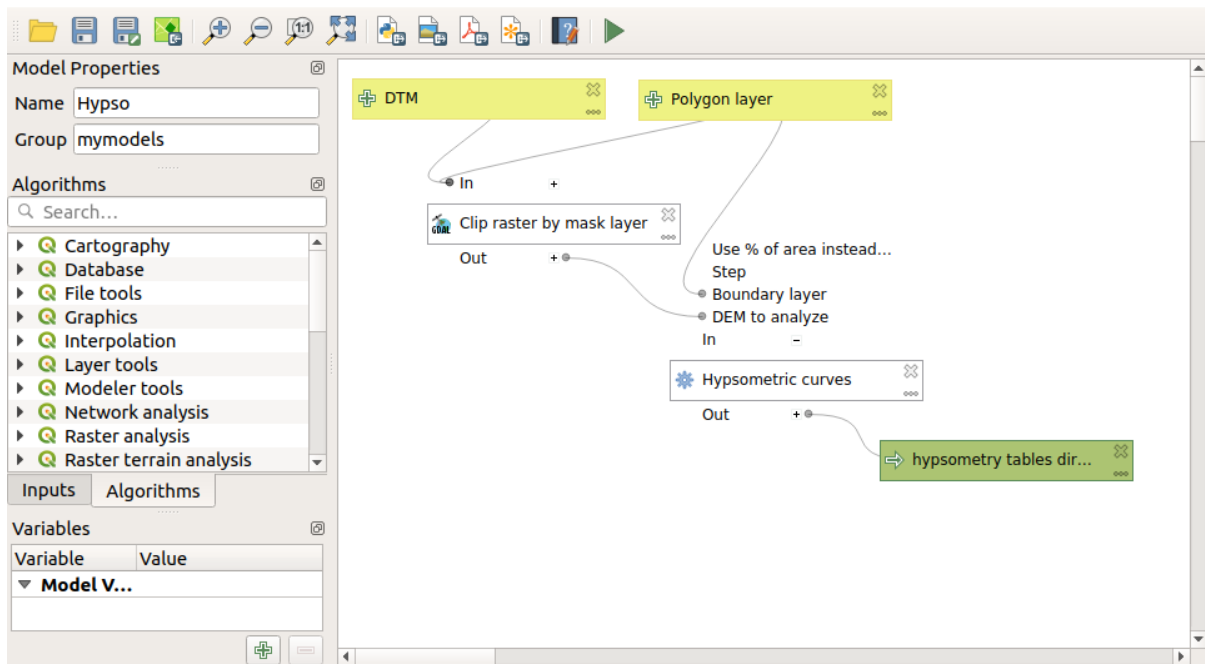 1:1
Model Properties
Name Hypso
Group mymodels
Algorithms
Search...
Cartography
Database
File tools
Graphics
Interpolation
Layer tools
Modeler tools
Network analysis
Raster analysis
Raster terrain analysis
Inputs Algorithms
Variables
Variable Value
Model V...
DTM
Polygon layer
In
GDAL Clip raster by mask layer
Out
Use % of area instead...
Step
Boundary layer
DEM to analyze
In
Hypsometric curves
Out
hypsometry tables dir...